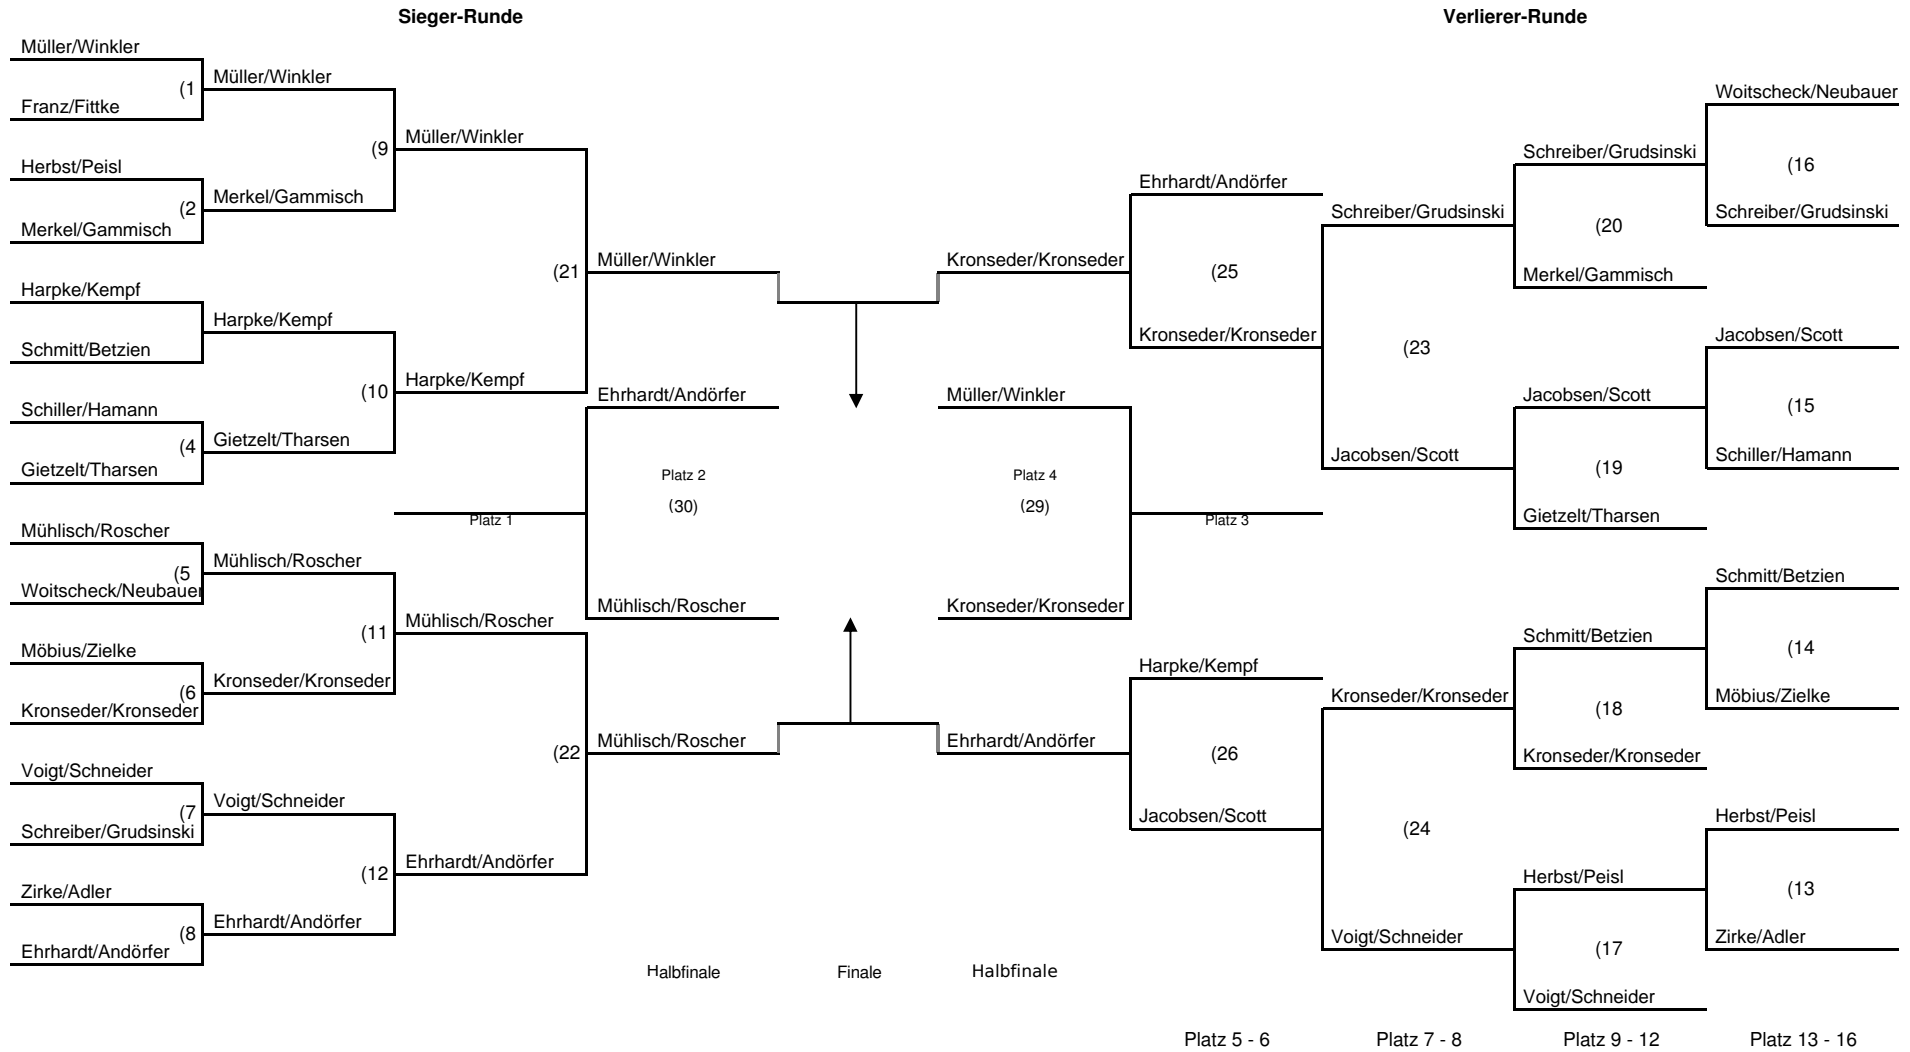 Sieger-Runde
Verlierer-Runde
Müller/Winkler
(1
Franz/Fittke
Herbst/Peisl
(2
Merkel/Gammisch
Harpke/Kempf
Schmitt/Betzien
Schiller/Hamann
(4
Gietzelt/Tharsen
Mühlisch/Roscher
(5
Woitscheck/Neubauer
Möbius/Zielke
(6
Kronseder/Kronseder
Voigt/Schneider
(7
Schreiber/Grudsinski
Zirke/Adler
(8
Ehrhardt/Andörfer
Müller/Winkler
(9
Merkel/Gammisch
Harpke/Kempf
(10
Gietzelt/Tharsen
Mühlisch/Roscher
(11
Kronseder/Kronseder
Voigt/Schneider
(12
Ehrhardt/Andörfer
Müller/Winkler
(21
Harpke/Kempf
Platz 1
Mühlisch/Roscher
(22
Ehrhardt/Andörfer
Müller/Winkler
Ehrhardt/Andörfer
Platz 2
(30)
Mühlisch/Roscher
Mühlisch/Roscher
Halbfinale
Finale
Halbfinale
Kronseder/Kronseder
Müller/Winkler
Platz 4
(29)
Kronseder/Kronseder
Ehrhardt/Andörfer
Ehrhardt/Andörfer
(25
Kronseder/Kronseder
Platz 3
Harpke/Kempf
(26
Jacobsen/Scott
Schreiber/Grudsinski
(23
Jacobsen/Scott
Kronseder/Kronseder
(24
Voigt/Schneider
Schreiber/Grudsinski
(20
Merkel/Gammisch
Jacobsen/Scott
(19
Gietzelt/Tharsen
Schmitt/Betzien
(18
Kronseder/Kronseder
Herbst/Peisl
(17
Voigt/Schneider
Woitscheck/Neubauer
(16
Schreiber/Grudsinski
Jacobsen/Scott
(15
Schiller/Hamann
Schmitt/Betzien
(14
Möbius/Zielke
Herbst/Peisl
(13
Zirke/Adler
Platz 5 - 6
Platz 7 - 8
Platz 9 - 12
Platz 13 - 16